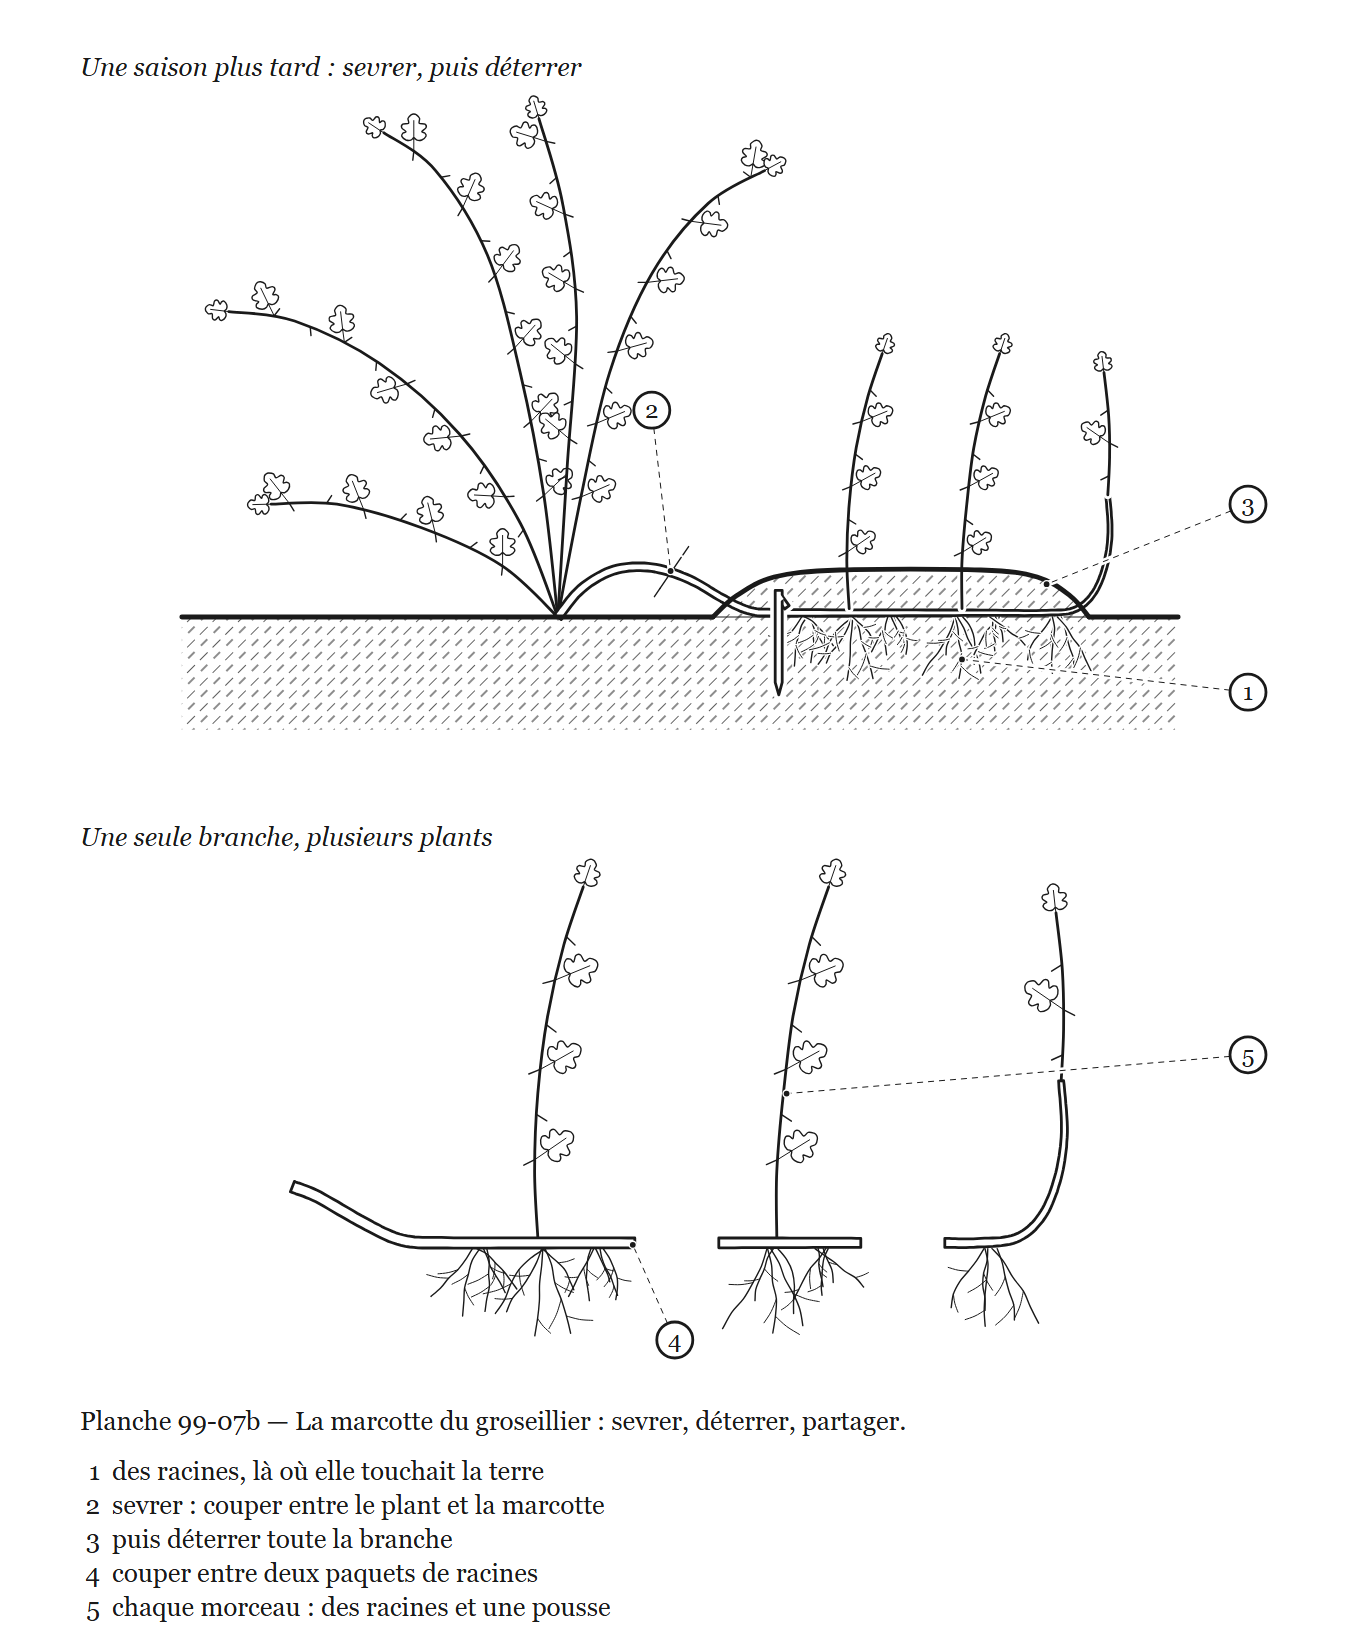 Une saison plus tard : sevrer, puis déterrer
2
3
1
Une seule branche, plusieurs plants
5
4
Planche 99-07b — La marcotte du groseillier : sevrer, déterrer, partager.
1 des racines, là où elle touchait la terre
2 sevrer : couper entre le plant et la marcotte
3 puis déterrer toute la branche
4 couper entre deux paquets de racines
5 chaque morceau : des racines et une pousse